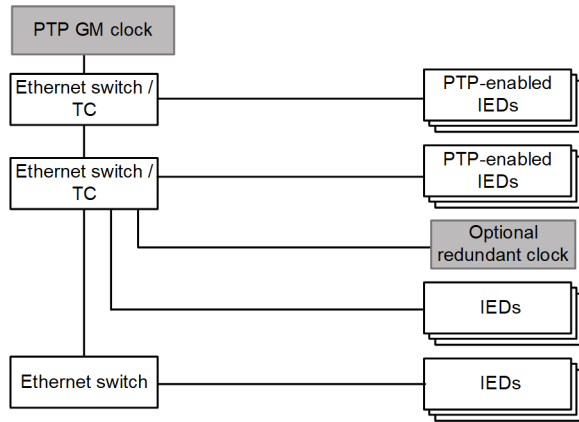 PTP GM clock
Ethernet switch /
TC
PTP-enabled
IEDs
Ethernet switch /
TC
PTP-enabled
IEDs
Optional
redundant clock
IEDs
Ethernet switch
IEDs